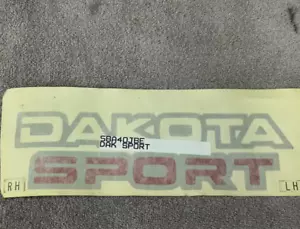 DAKOTA
5BA40JBE
DAK SPORT
SPORT
RH
LH